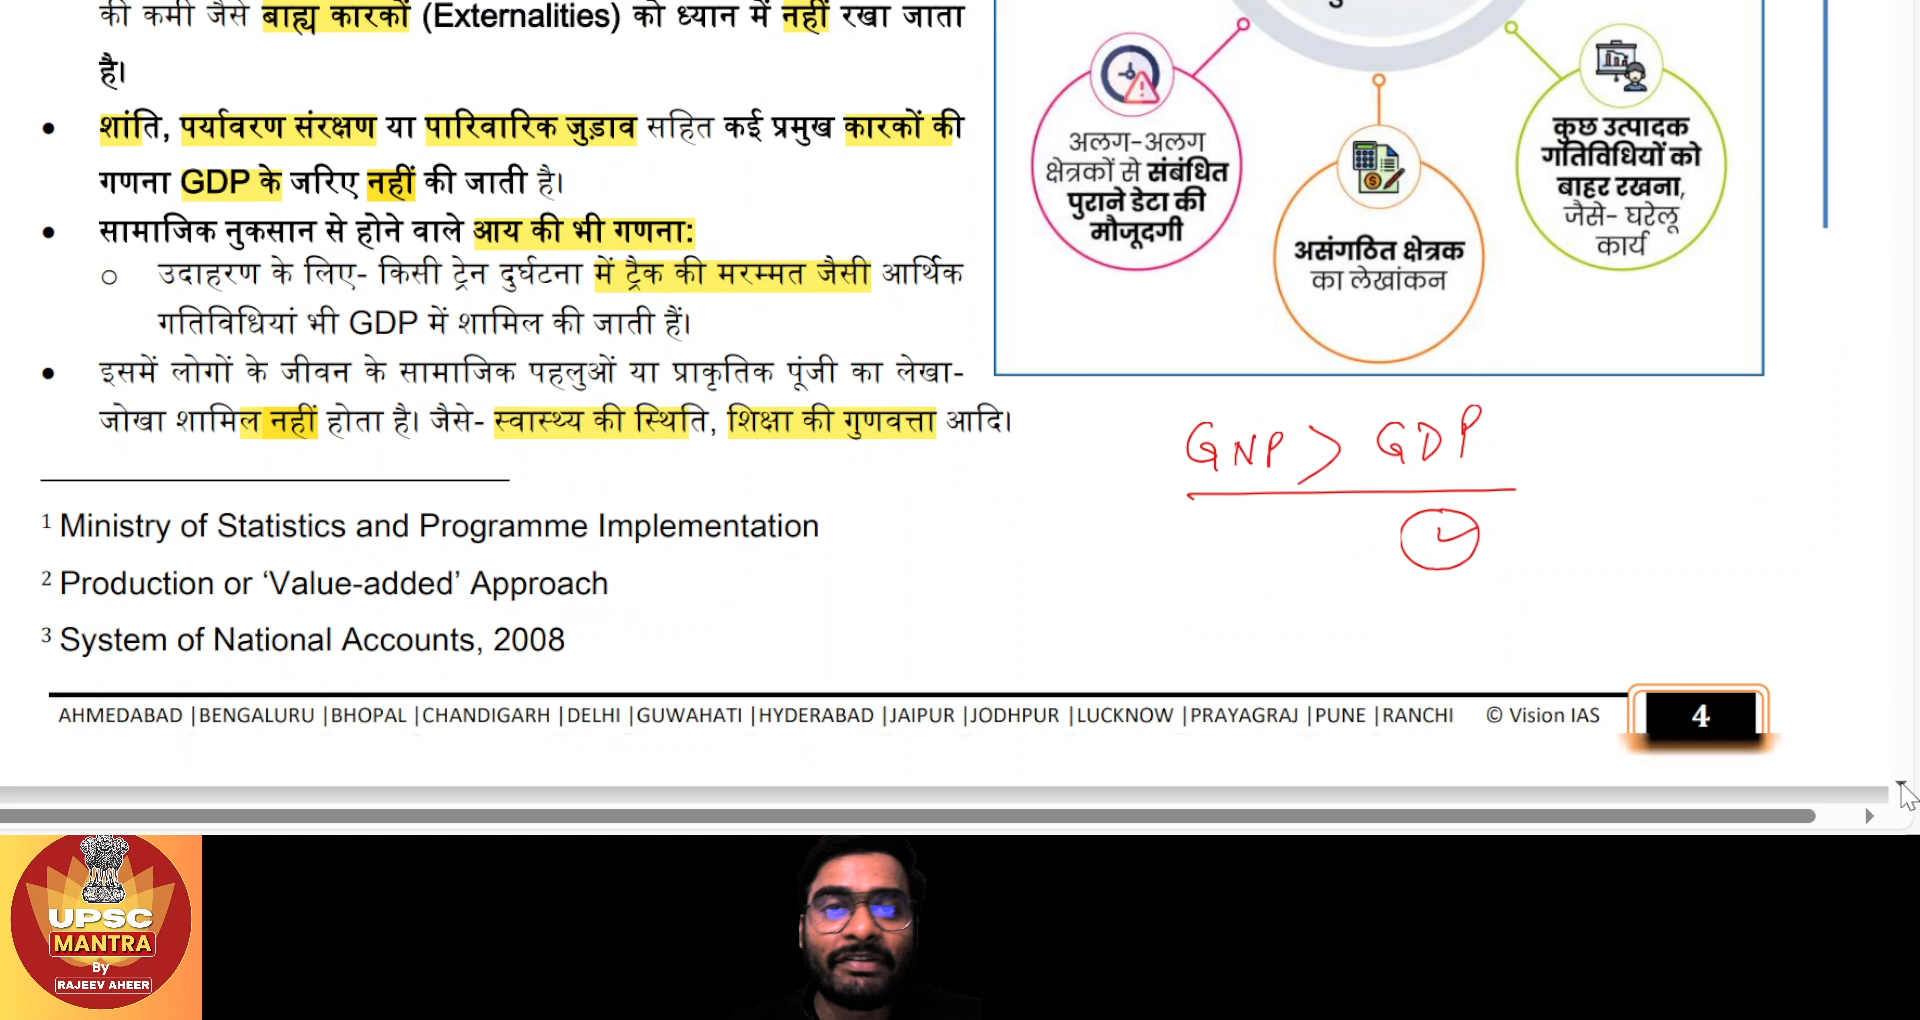 की कमी जैसे बाह्य कारकों (Externalities) को ध्यान में नहीं रखा जाता
है।
• शांति, पर्यावरण संरक्षण या पारिवारिक जुड़ाव सहित कई प्रमुख कारकों की
गणना GDP के जरिए नहीं की जाती है।
• सामाजिक नुकसान से होने वाले आय की भी गणना:
o उदाहरण के लिए- किसी ट्रेन दुर्घटना में ट्रैक की मरम्मत जैसी आर्थिक
गतिविधियां भी GDP में शामिल की जाती हैं।
• इसमें लोगों के जीवन के सामाजिक पहलुओं या प्राकृतिक पूंजी का लेखा-
जोखा शामिल नहीं होता है। जैसे- स्वास्थ्य की स्थिति, शिक्षा की गुणवत्ता आदि।
अलग-अलग
क्षेत्रकों से संबंधित
पुराने डेटा की
मौजूदगी
असंगठित क्षेत्रक
का लेखांकन
कुछ उत्पादक
गतिविधियों को
बाहर रखना,
जैसे- घरेलू
कार्य
GNP > GDP
1 Ministry of Statistics and Programme Implementation
2 Production or ‘Value-added’ Approach
3 System of National Accounts, 2008
AHMEDABAD |BENGALURU |BHOPAL |CHANDIGARH |DELHI |GUWAHATI |HYDERABAD |JAIPUR |JODHPUR |LUCKNOW |PRAYAGRAJ |PUNE |RANCHI © Vision IAS
4
UPSC
MANTRA
By
RAJEEV AHEER